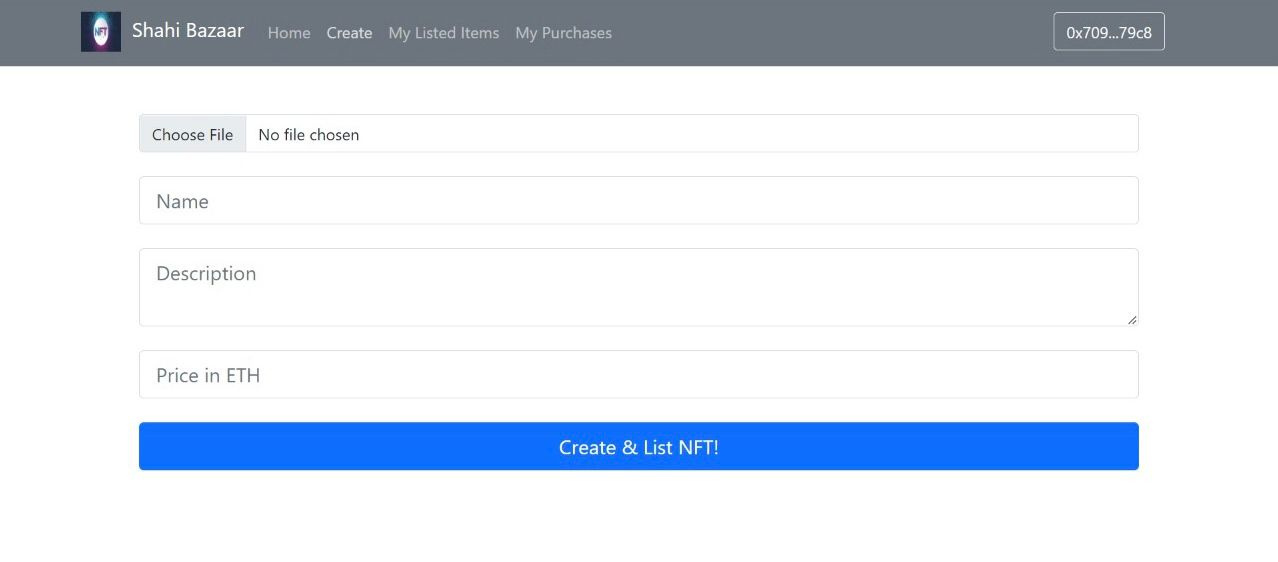 NFT Shahi Bazaar Home Create My Listed Items My Purchases 0x709...79c8
Choose File No file chosen
Name
Description
Price in ETH
Create & List NFT!